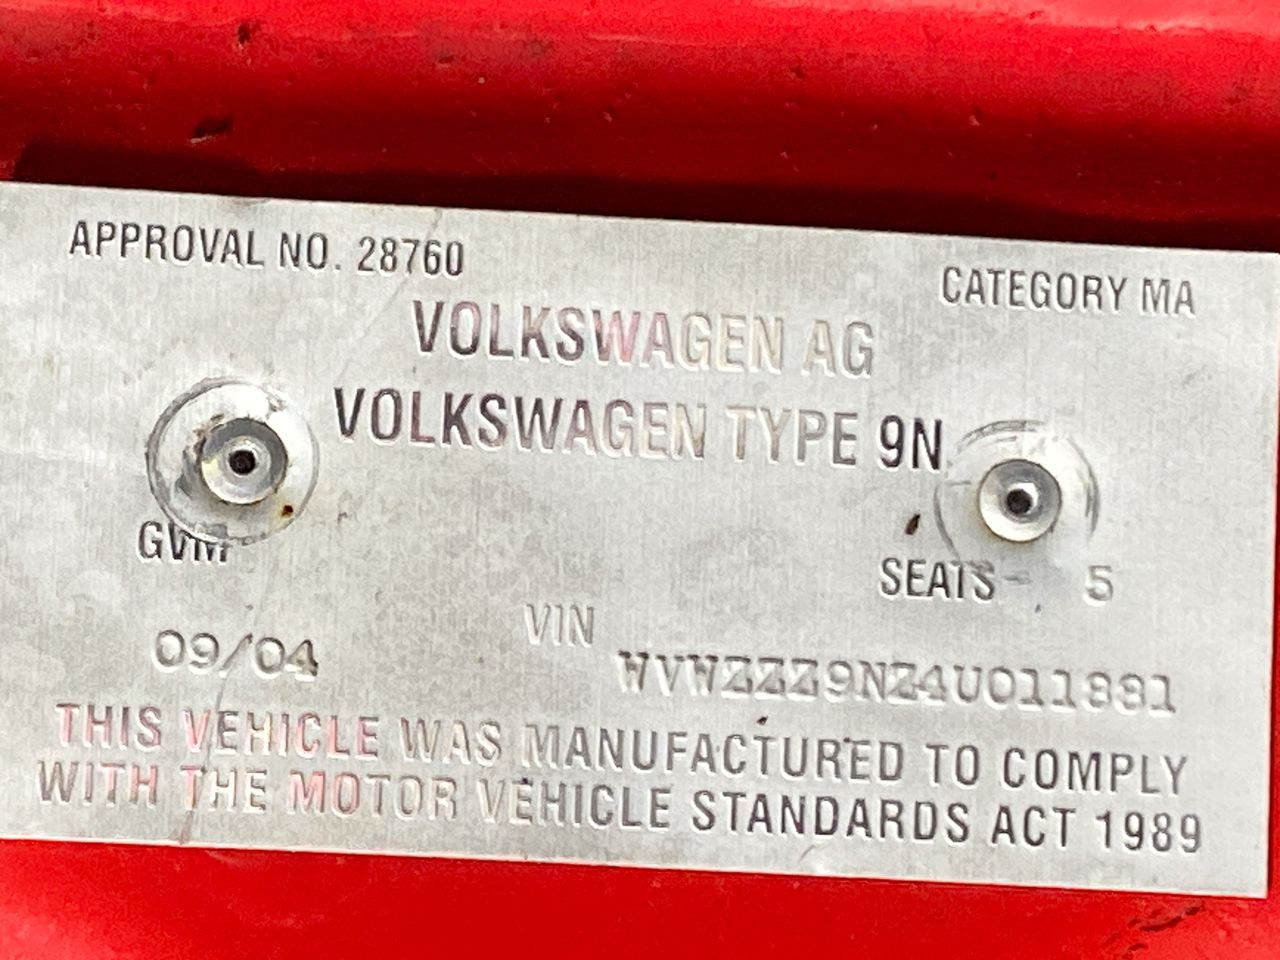 APPROVAL NO. 28760
CATEGORY MA
VOLKSWAGEN AG
VOLKSWAGEN TYPE 9N
GVM
SEATS 5
VIN
09/04
WVWZZZ9NZ4U011881
THIS VEHICLE WAS MANUFACTURED TO COMPLY
WITH THE MOTOR VEHICLE STANDARDS ACT 1989